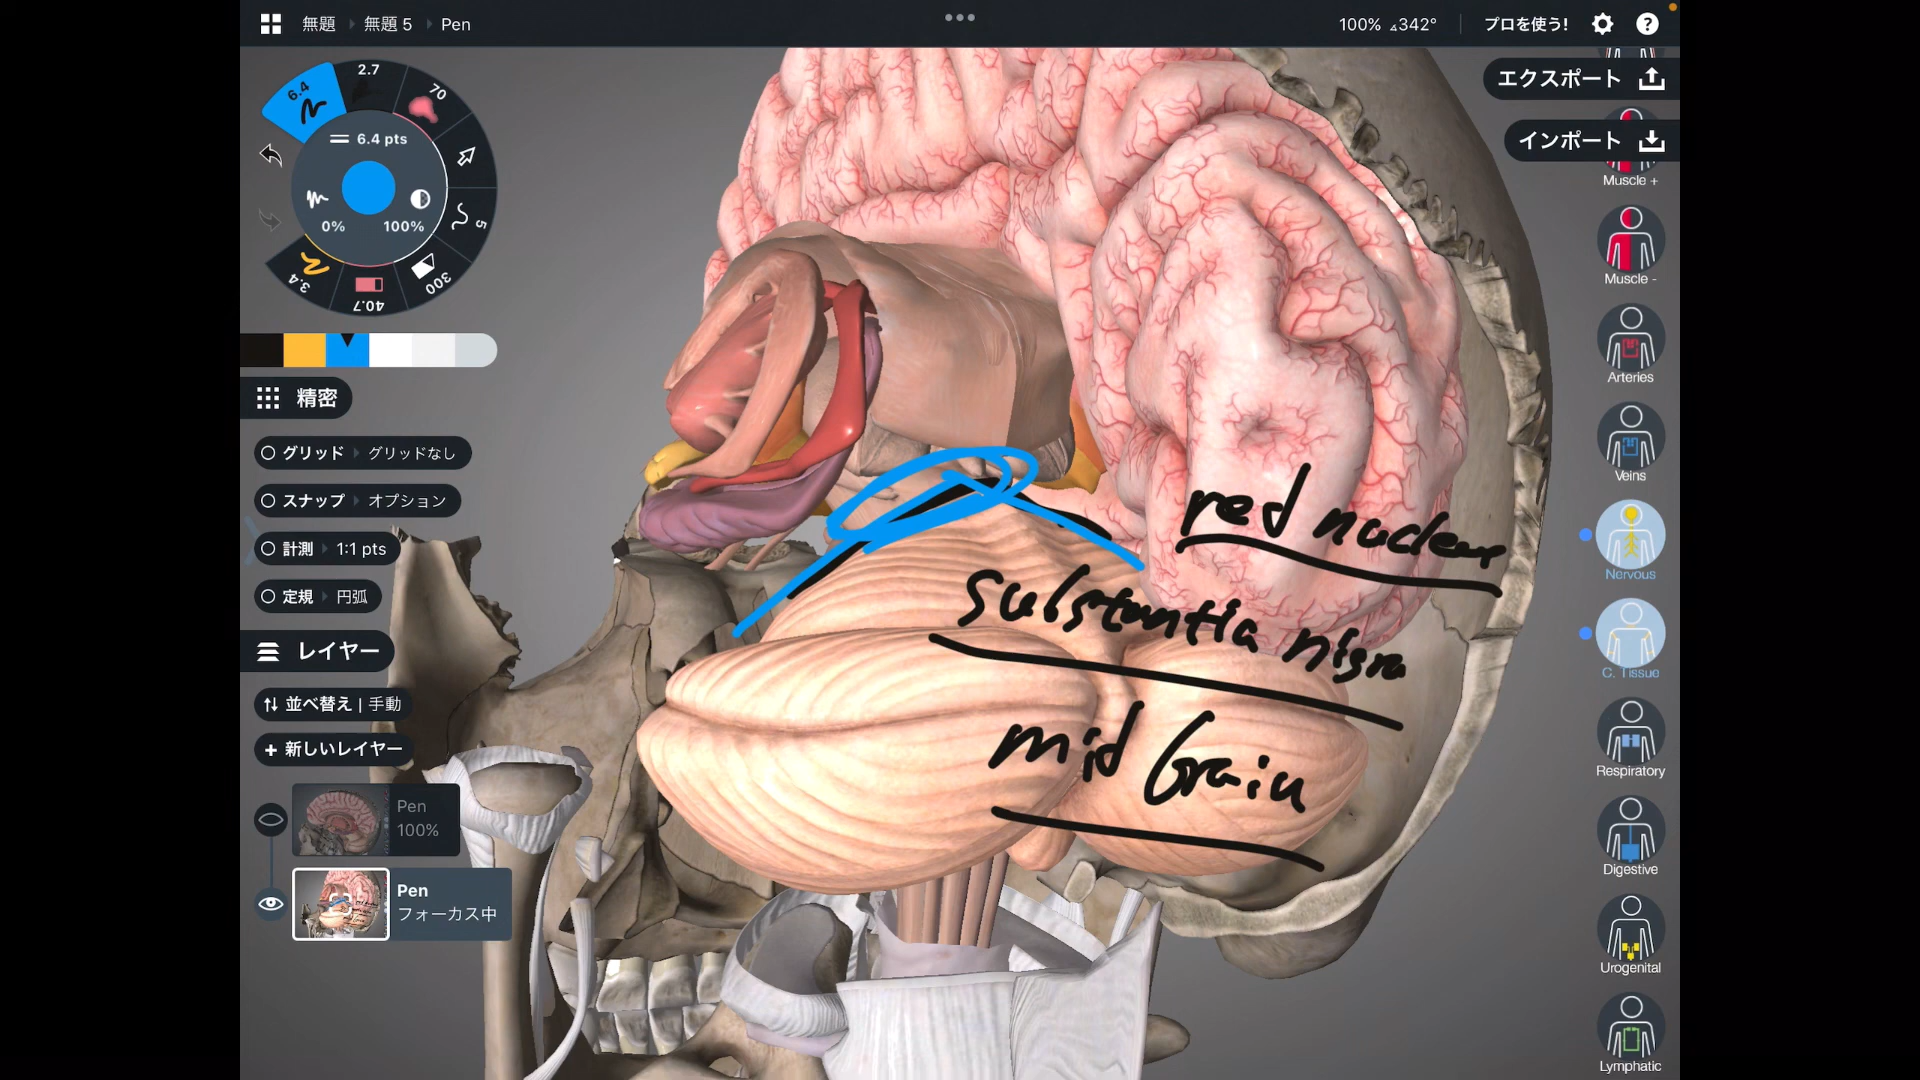 無題 無題 5 Pen
100% 342°
プロを使う!
エクスポート
インポート
6.4
2.7
70
5
300
40.7
3.4
6.4 pts
0% 100%
精密
グリッド グリッドなし
スナップ オプション
計測 1:1 pts
定規 円弧
レイヤー
並べ替え | 手動
+ 新しいレイヤー
Pen
100%
Pen
フォーカス中
red nuclear
substantia nigra
mid brain
Muscle +
Muscle -
Arteries
Veins
Nervous
C. Tissue
Respiratory
Digestive
Urogenital
Lymphatic